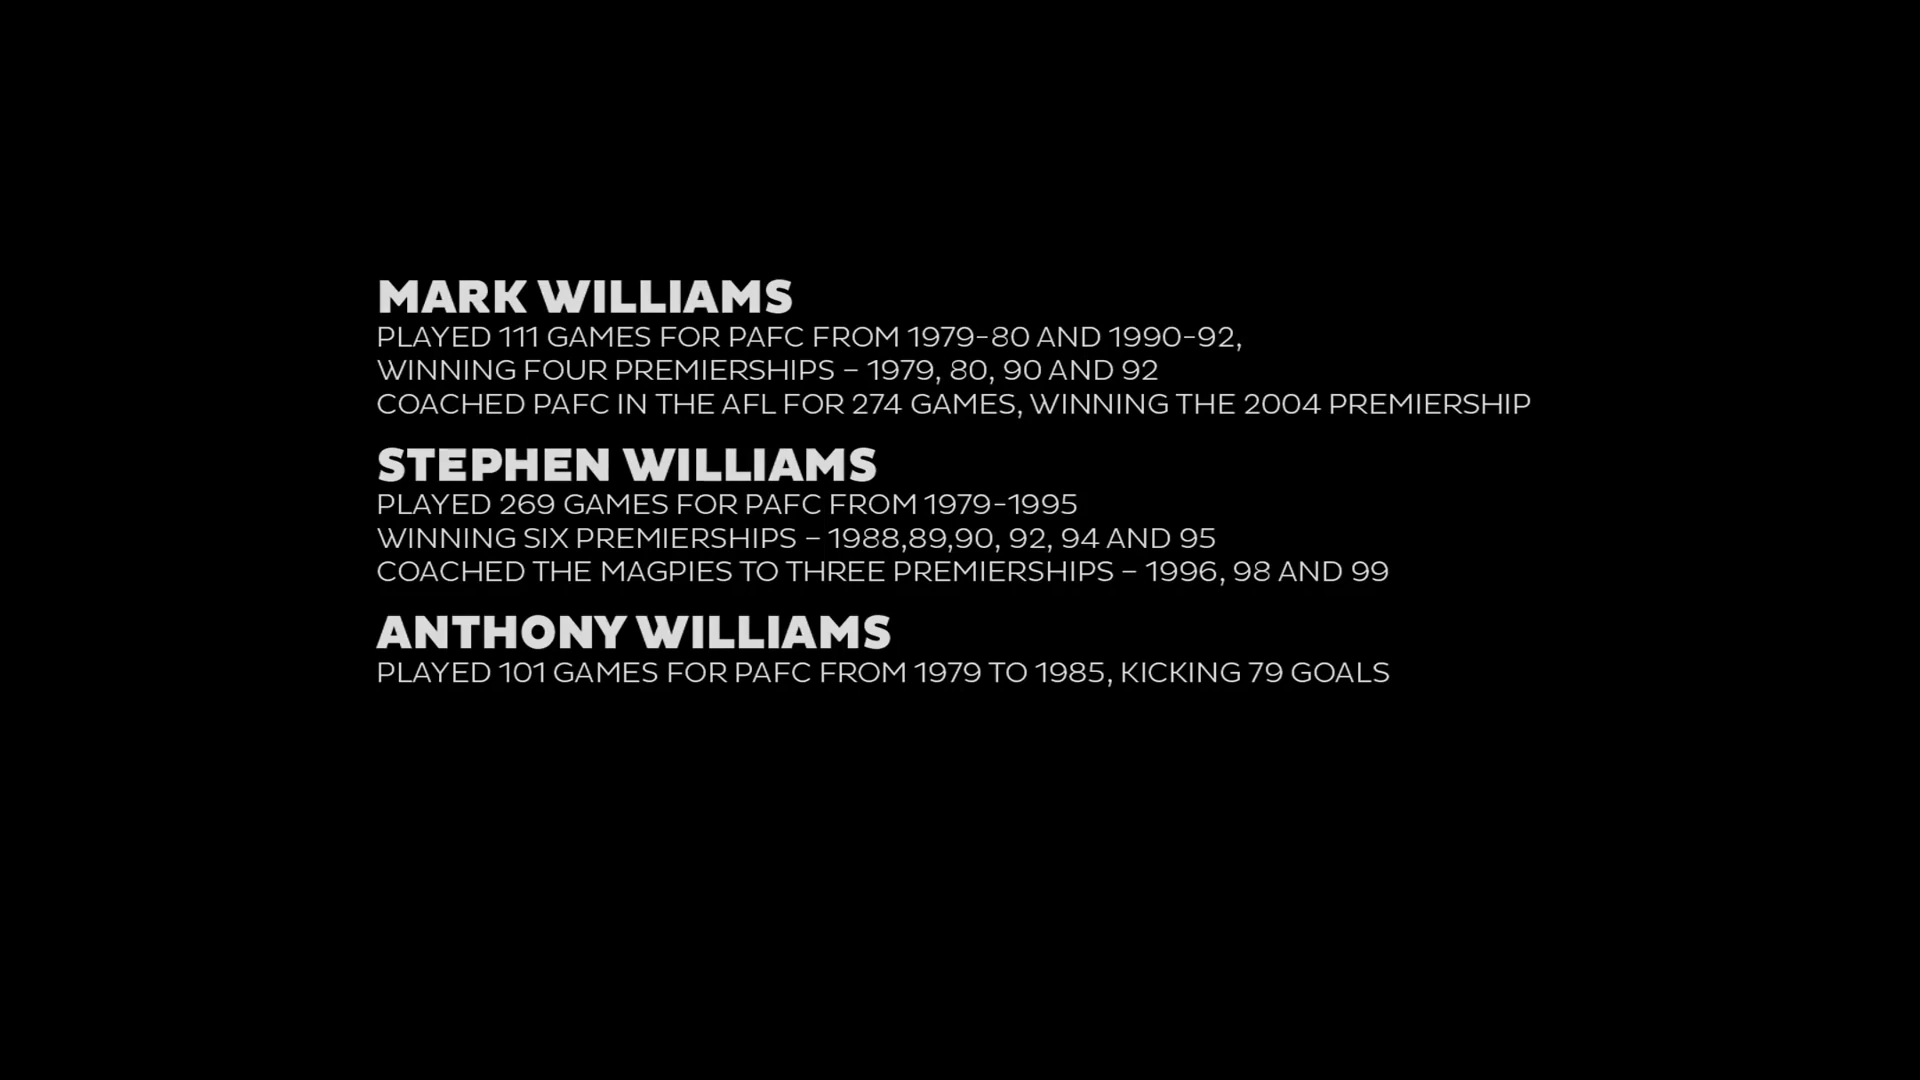 MARK WILLIAMS
PLAYED 111 GAMES FOR PAFC FROM 1979-80 AND 1990-92,
WINNING FOUR PREMIERSHIPS – 1979, 80, 90 AND 92
COACHED PAFC IN THE AFL FOR 274 GAMES, WINNING THE 2004 PREMIERSHIP
STEPHEN WILLIAMS
PLAYED 269 GAMES FOR PAFC FROM 1979-1995
WINNING SIX PREMIERSHIPS – 1988,89,90, 92, 94 AND 95
COACHED THE MAGPIES TO THREE PREMIERSHIPS – 1996, 98 AND 99
ANTHONY WILLIAMS
PLAYED 101 GAMES FOR PAFC FROM 1979 TO 1985, KICKING 79 GOALS